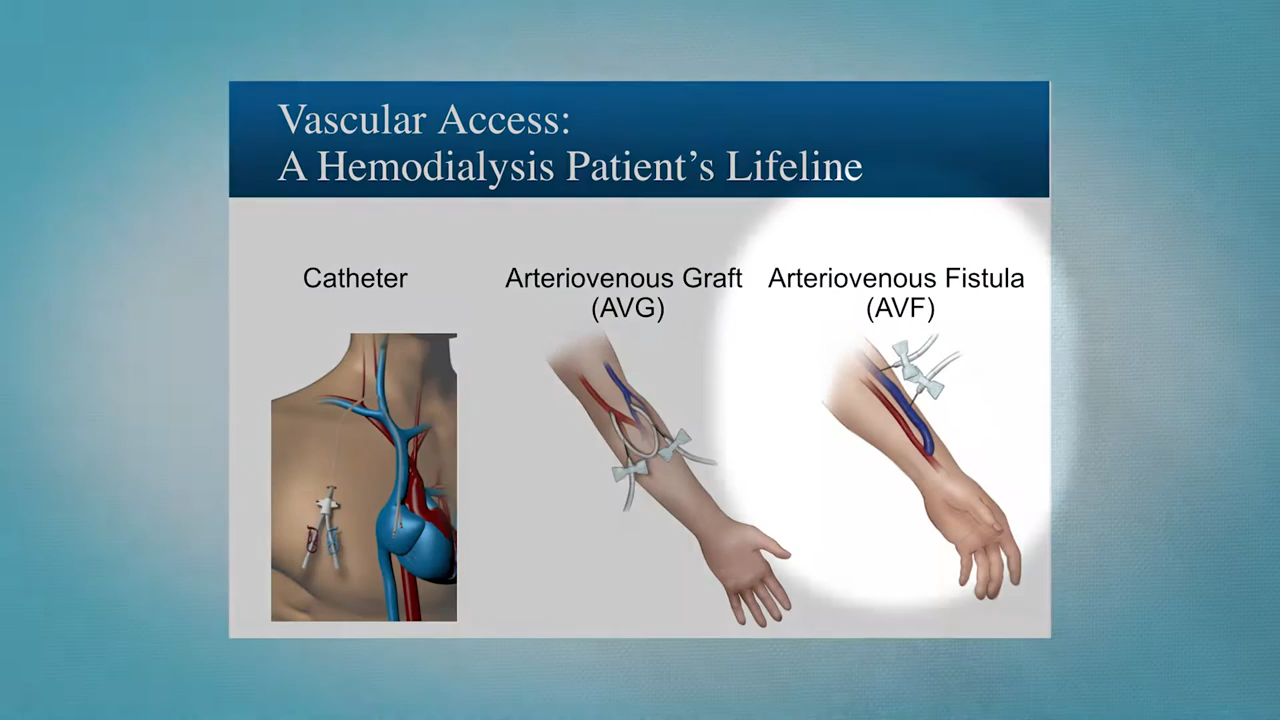 Vascular Access:
A Hemodialysis Patient’s Lifeline
Catheter
Arteriovenous Graft
(AVG)
Arteriovenous Fistula
(AVF)